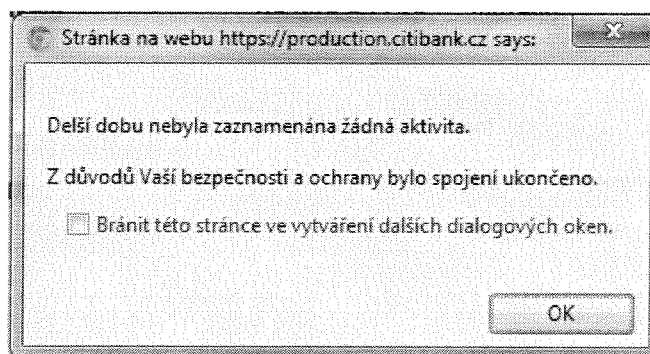 Stránka na webu https://production.citibank.cz says:
Delší dobu nebyla zaznamenána žádná aktivita.
Z důvodů Vaší bezpečnosti a ochrany bylo spojení ukončeno.
Bránit této stránce ve vytváření dalších dialogových oken.
OK